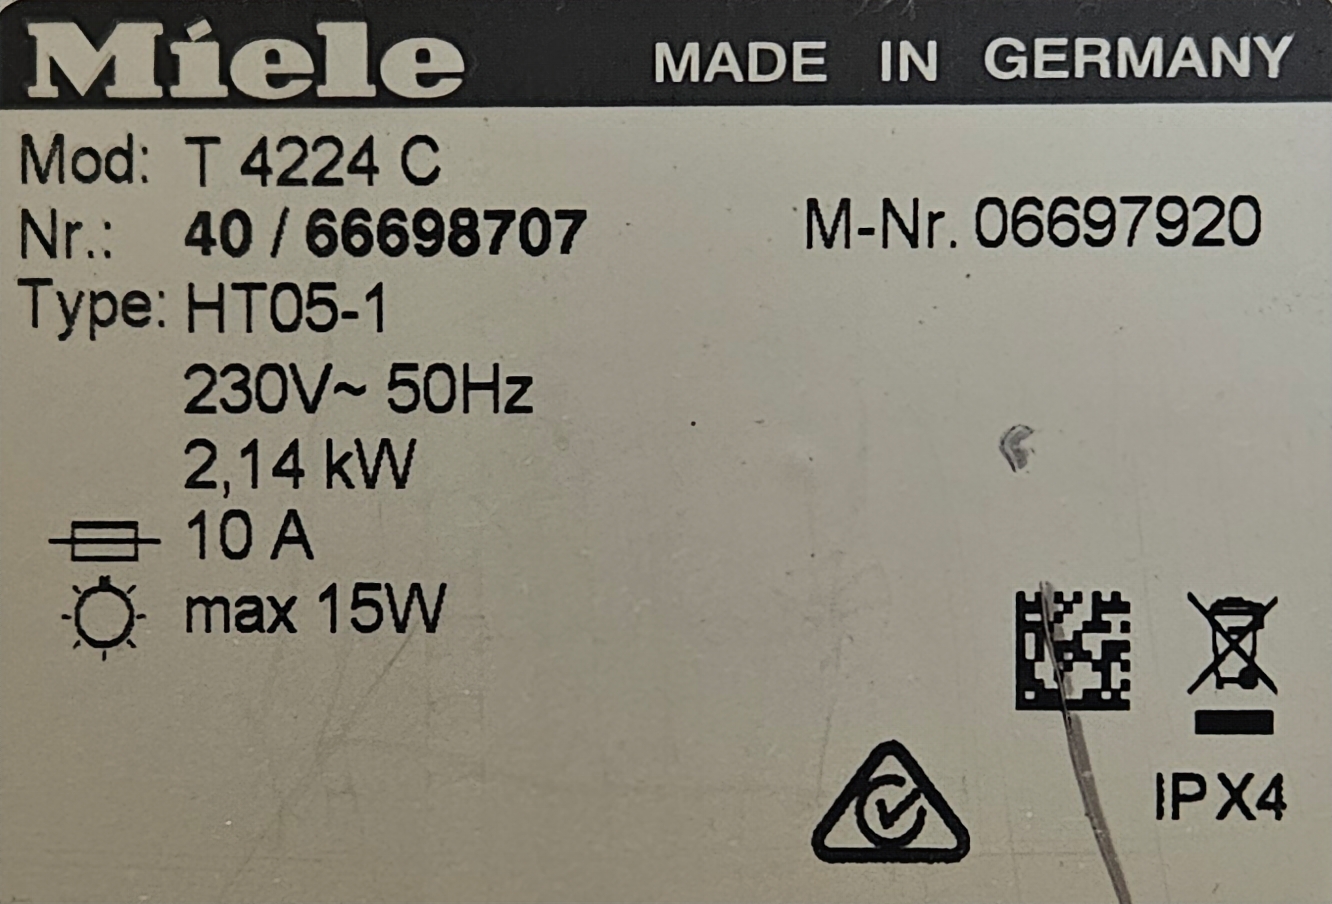 Miele MADE IN GERMANY
Mod: T 4224 C
Nr.: 40 / 66698707 M-Nr. 06697920
Type: HT05-1
230V~ 50Hz
2,14 kW
10 A
max 15W
IPX4